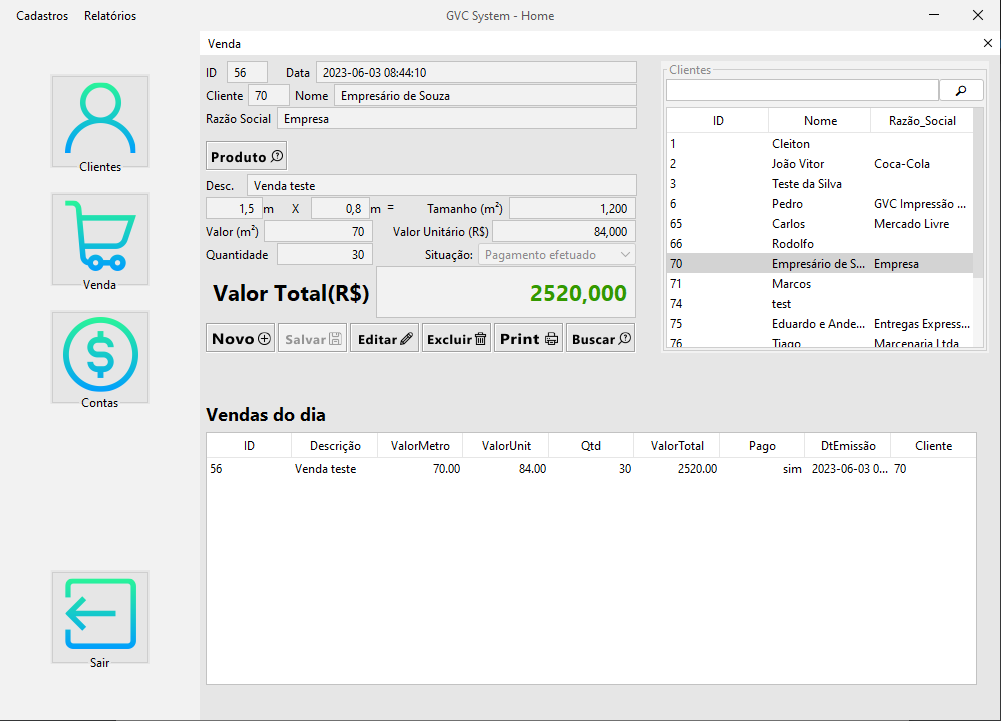 Cadastros Relatórios GVC System - Home
Venda
ID 56 Data 2023-06-03 08:44:10
Cliente 70 Nome Empresário de Souza
Razão Social Empresa
Produto
Desc. Venda teste
1,5 m X 0,8 m = Tamanho (m²) 1,200
Valor (m²) 70 Valor Unitário (R$) 84,000
Quantidade 30 Situação: Pagamento efetuado
Valor Total(R$) 2520,000
Novo Salvar Editar Excluir Print Buscar
Clientes
ID Nome Razão_Social
1 Cleiton
2 João Vitor Coca-Cola
3 Teste da Silva
6 Pedro GVC Impressão ...
65 Carlos Mercado Livre
66 Rodolfo
70 Empresário de S... Empresa
71 Marcos
74 test
75 Eduardo e Ande... Entregas Express...
76 Tiago Marcenaria Ltda
Vendas do dia
ID Descrição ValorMetro ValorUnit Qtd ValorTotal Pago DtEmissão Cliente
56 Venda teste 70.00 84.00 30 2520.00 sim 2023-06-03 0... 70
Clientes
Venda
Contas
Sair